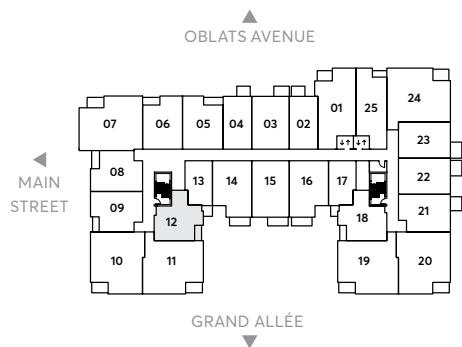 OBLATS AVENUE
01 25 24
07 06 05 04 03 02
23
MAIN
STREET
08 13 14 15 16 17 22
09 12 18 21
10 11 19 20
GRAND ALLÉE